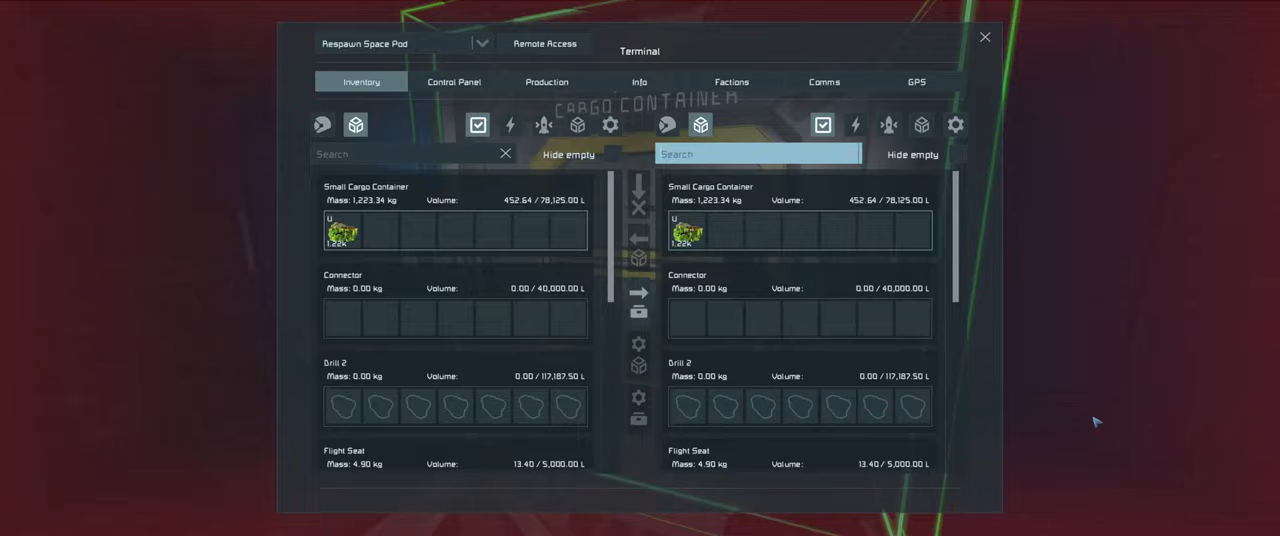 Respawn Space Pod
Remote Access
Terminal
Inventory
Control Panel
Production
Info
Factions
Comms
GPS
CARGO CONTAINER
Search
Hide empty
Search
Hide empty
Small Cargo Container
Mass: 1,223.34 kg Volume: 452.64 / 78,125.00 L
U
1.22k
Connector
Mass: 0.00 kg Volume: 0.00 / 40,000.00 L
Drill 2
Mass: 0.00 kg Volume: 0.00 / 117,187.50 L
Flight Seat
Mass: 4.90 kg Volume: 13.40 / 5,000.00 L
Small Cargo Container
Mass: 1,223.34 kg Volume: 452.64 / 78,125.00 L
U
1.22k
Connector
Mass: 0.00 kg Volume: 0.00 / 40,000.00 L
Drill 2
Mass: 0.00 kg Volume: 0.00 / 117,187.50 L
Flight Seat
Mass: 4.90 kg Volume: 13.40 / 5,000.00 L